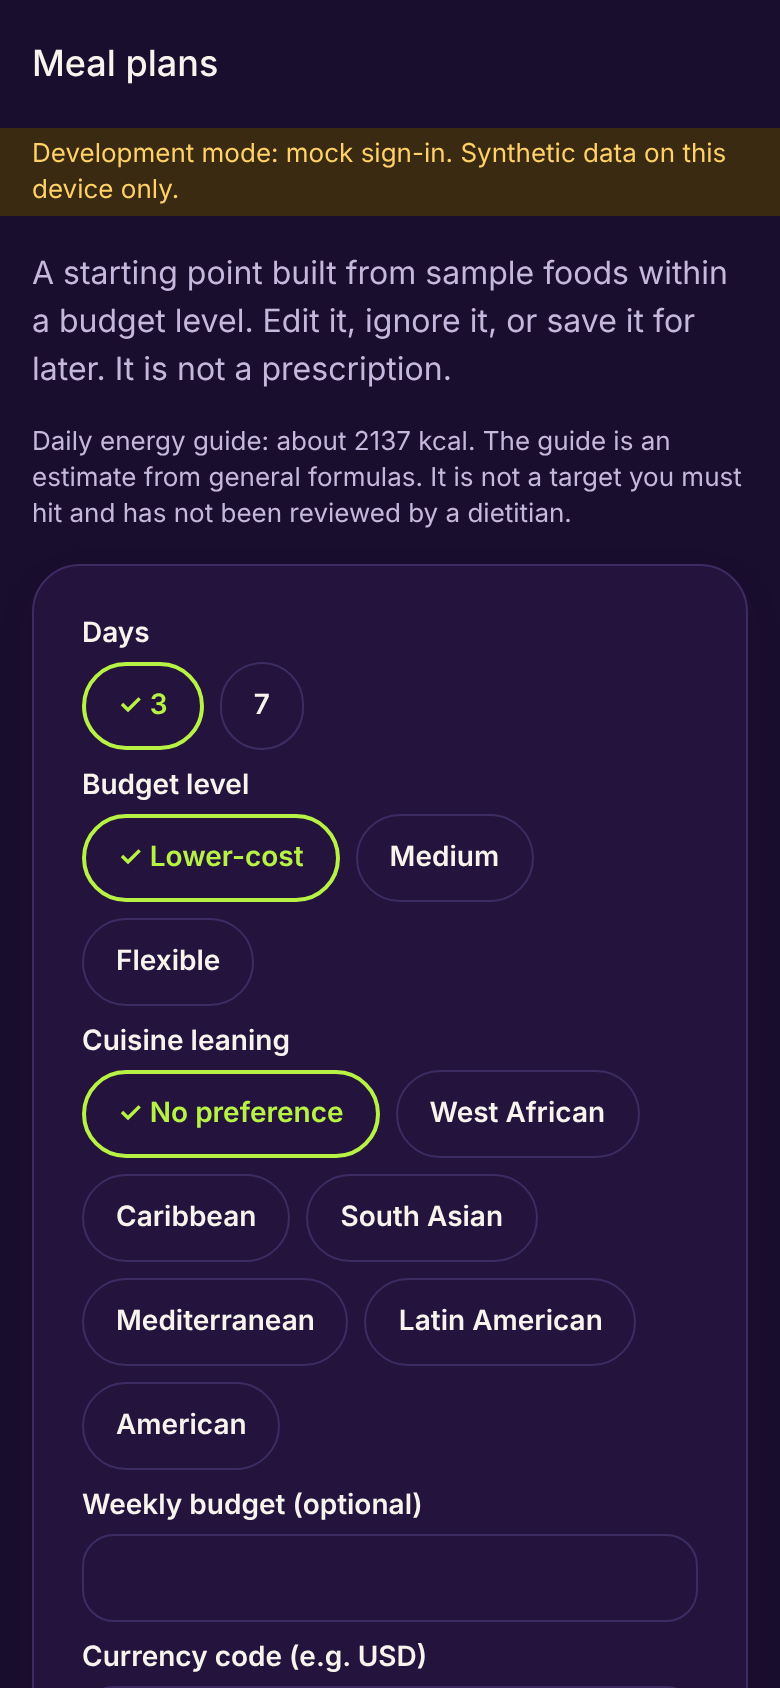 Meal plans
Development mode: mock sign-in. Synthetic data on this
device only.
A starting point built from sample foods within
a budget level. Edit it, ignore it, or save it for
later. It is not a prescription.
Daily energy guide: about 2137 kcal. The guide is an
estimate from general formulas. It is not a target you must
hit and has not been reviewed by a dietitian.
Days
✓ 3 7
Budget level
✓ Lower-cost Medium
Flexible
Cuisine leaning
✓ No preference West African
Caribbean South Asian
Mediterranean Latin American
American
Weekly budget (optional)
Currency code (e.g. USD)